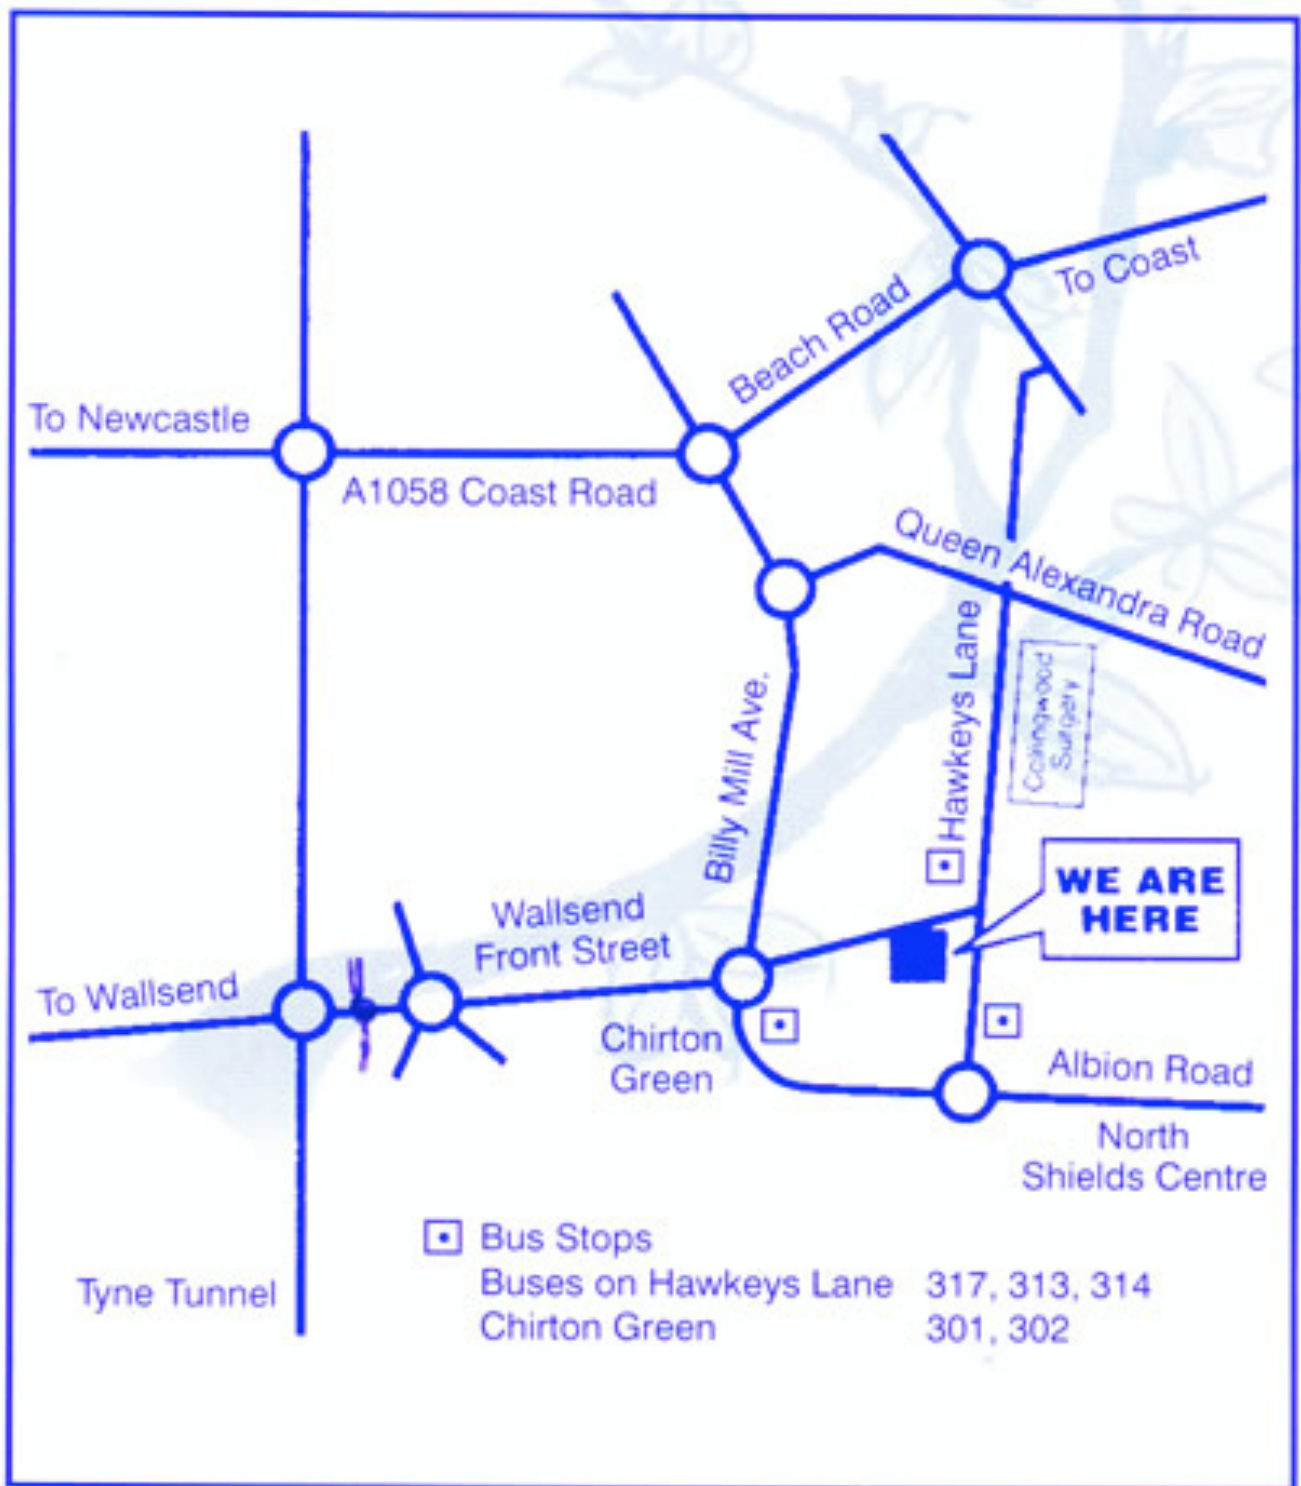 To Coast
Beach Road
To Newcastle
A1058 Coast Road
Queen Alexandra Road
Hawkeys Lane
Collingwood
Surgery
Billy Mill Ave.
WE ARE
HERE
Wallsend
Front Street
To Wallsend
Chirton
Green
Albion Road
North
Shields Centre
Tyne Tunnel
Bus Stops
Buses on Hawkeys Lane 317, 313, 314
Chirton Green 301, 302